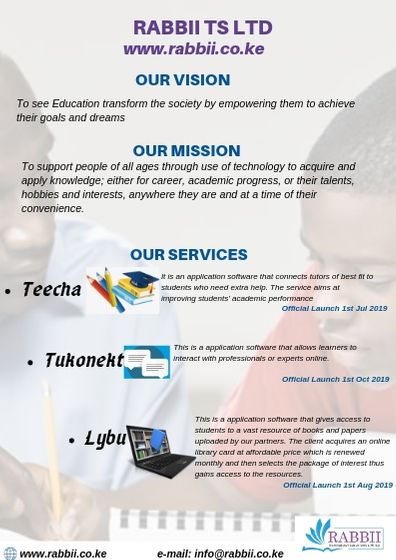 RABBII TS LTD
www.rabbii.co.ke
OUR VISION
To see Education transform the society by empowering them to achieve
their goals and dreams
OUR MISSION
To support people of all ages through use of technology to acquire and
apply knowledge; either for career, academic progress, or their talents,
hobbies and interests, anywhere they are and at a time of their
convenience.
OUR SERVICES
• Teecha
It is an application software that connects tutors of best fit to
students who need extra help. The service aims at
improving students' academic performance
Official Launch 1st Jul 2019
• Tukonekt
This is a application software that allows learners to
interact with professionals or experts online.
Official Launch 1st Oct 2019
• Lybu
This is a application software that gives access to
students to a vast resource of books and papers
uploaded by our partners. The client acquires an online
library card at affordable price which is renewed
monthly and then selects the package of interest thus
gains access to the resources.
Official Launch 1st Aug 2019
RABBII
www.rabbii.co.ke
e-mail: info@rabbii.co.ke